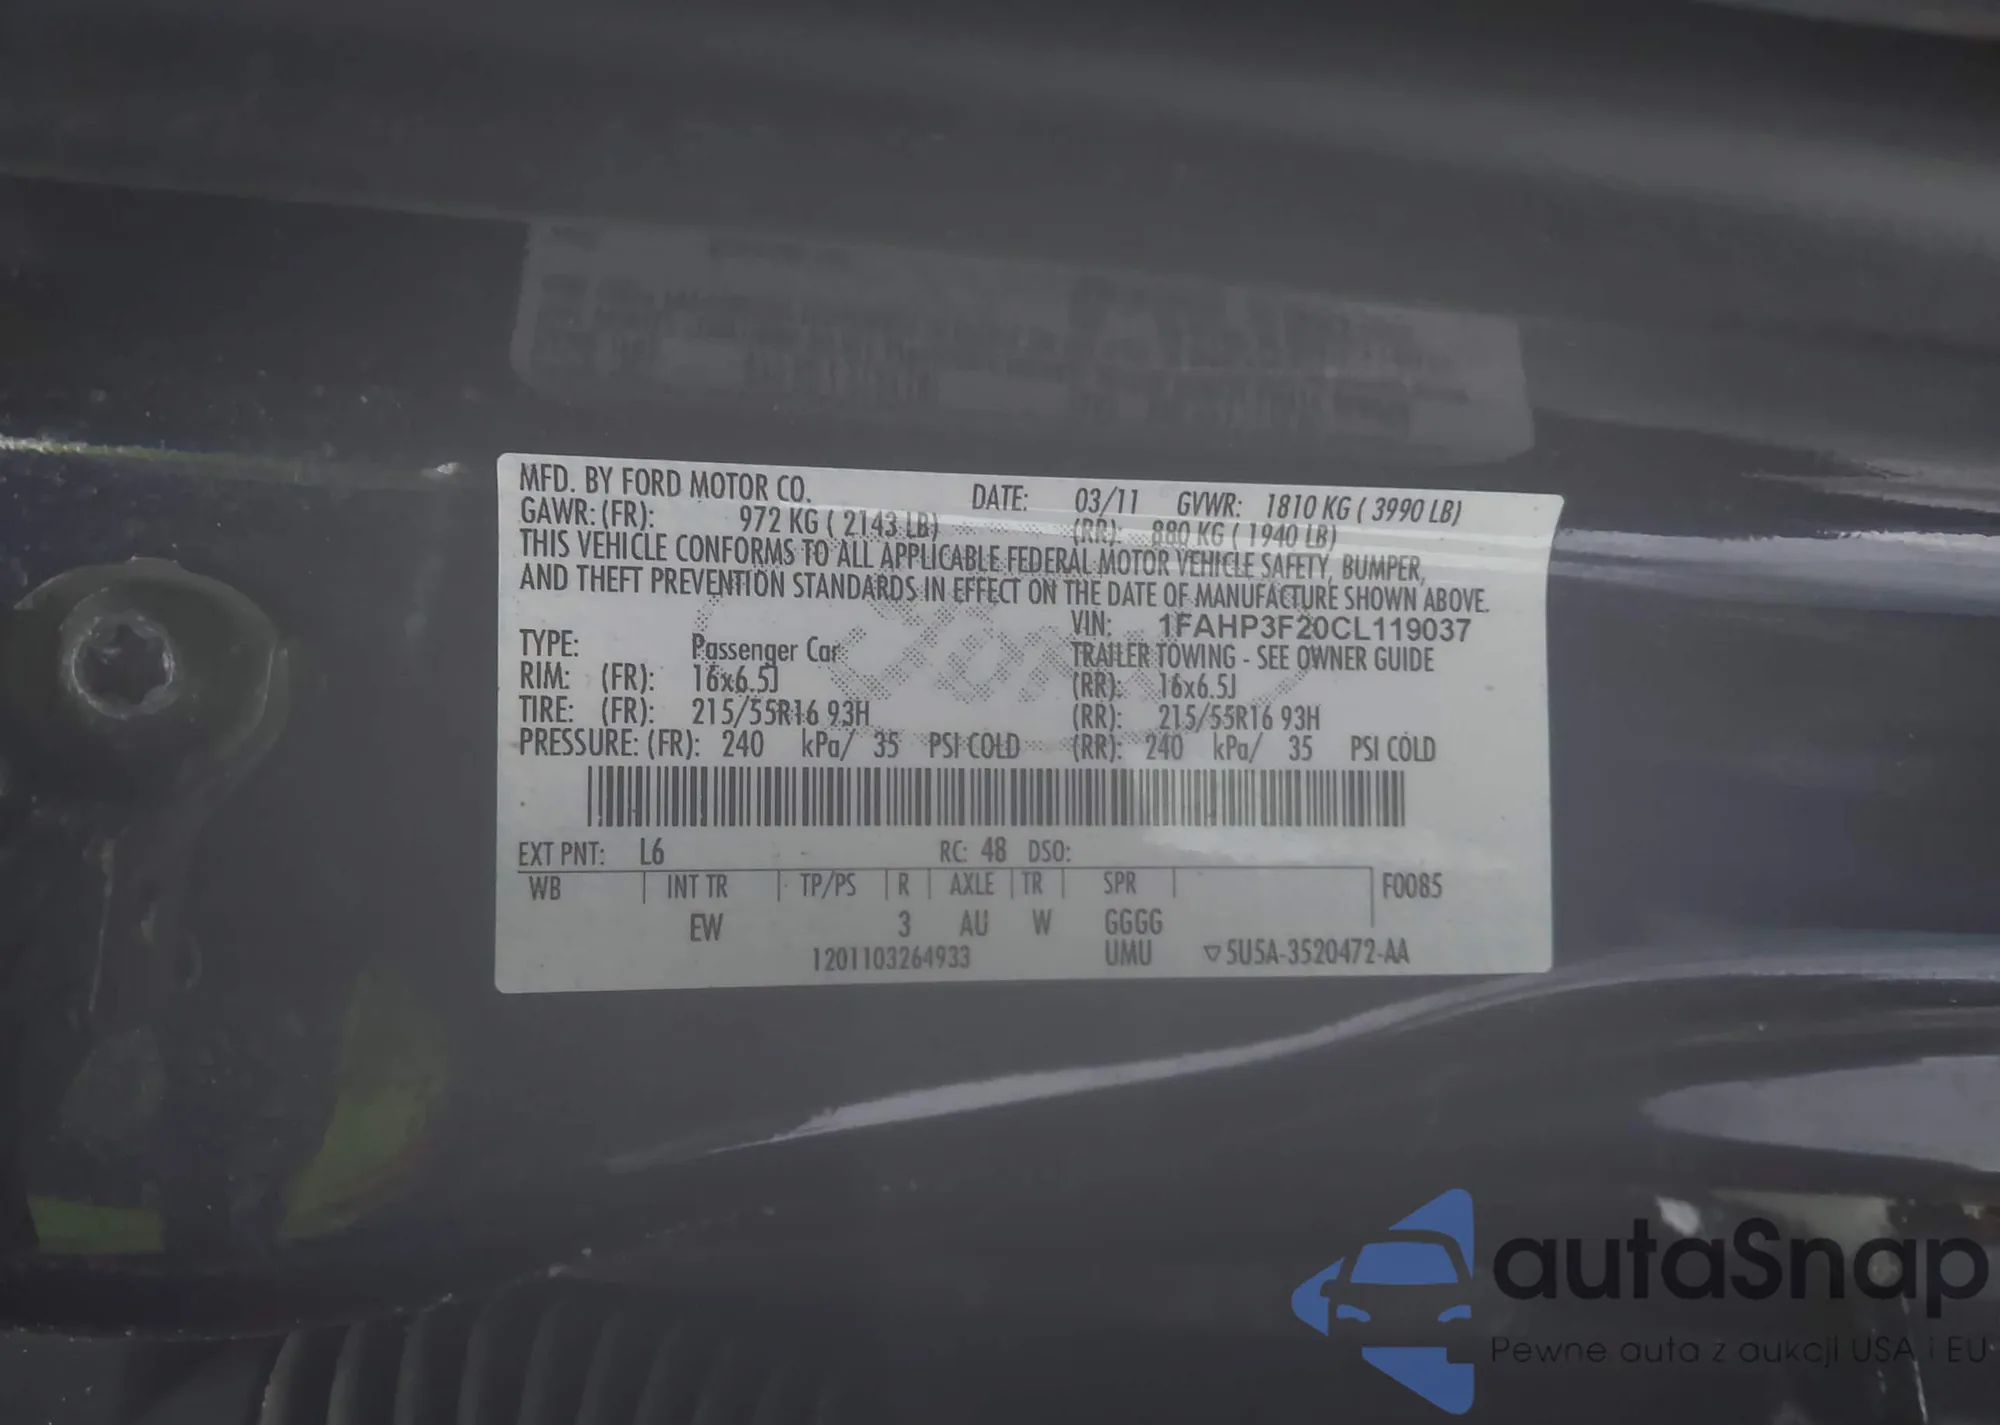 MFD. BY FORD MOTOR CO. DATE: 03/11 GVWR: 1810 KG ( 3990 LB)
GAWR: (FR): 972 KG ( 2143 LB) (RR): 880 KG ( 1940 LB)
THIS VEHICLE CONFORMS TO ALL APPLICABLE FEDERAL MOTOR VEHICLE SAFETY, BUMPER,
AND THEFT PREVENTION STANDARDS IN EFFECT ON THE DATE OF MANUFACTURE SHOWN ABOVE.
VIN: 1FAHP3F20CL119037
TYPE: Passenger Car TRAILER TOWING - SEE OWNER GUIDE
RIM: (FR): 16x6.5J (RR): 16x6.5J
TIRE: (FR): 215/55R16 93H (RR): 215/55R16 93H
PRESSURE: (FR): 240 kPa/ 35 PSI COLD (RR): 240 kPa/ 35 PSI COLD
EXT PNT: L6 RC: 48 DSO:
WB INT TR TP/PS R AXLE TR SPR F0085
EW 3 AU W GGGG
1201103264933 UMU ▽5U5A-3520472-AA
autaSnap
Pewne auta z aukcji USA i EU